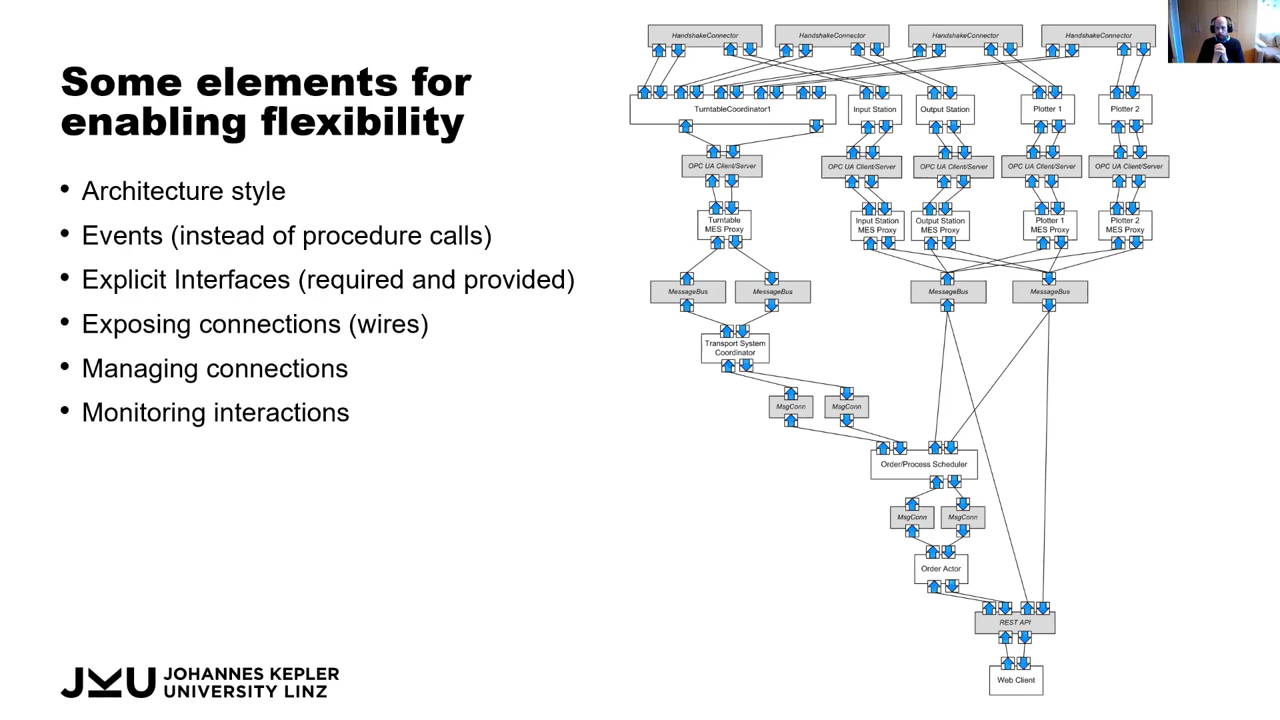 Some elements for
enabling flexibility
• Architecture style
• Events (instead of procedure calls)
• Explicit Interfaces (required and provided)
• Exposing connections (wires)
• Managing connections
• Monitoring interactions
JOHANNES KEPLER
UNIVERSITY LINZ
JKU
HandshakeConnector
HandshakeConnector
HandshakeConnector
HandshakeConnector
TurntableCoordinator1
Input Station
Output Station
Plotter 1
Plotter 2
OPC UA Client/Server
OPC UA Client/Server
OPC UA Client/Server
OPC UA Client/Server
OPC UA Client/Server
Turntable
MES Proxy
Input Station
MES Proxy
Output Station
MES Proxy
Plotter 1
MES Proxy
Plotter 2
MES Proxy
MessageBus
MessageBus
MessageBus
MessageBus
Transport System
Coordinator
MsgConn
MsgConn
Order/Process Scheduler
MsgConn
MsgConn
Order Actor
REST API
Web Client